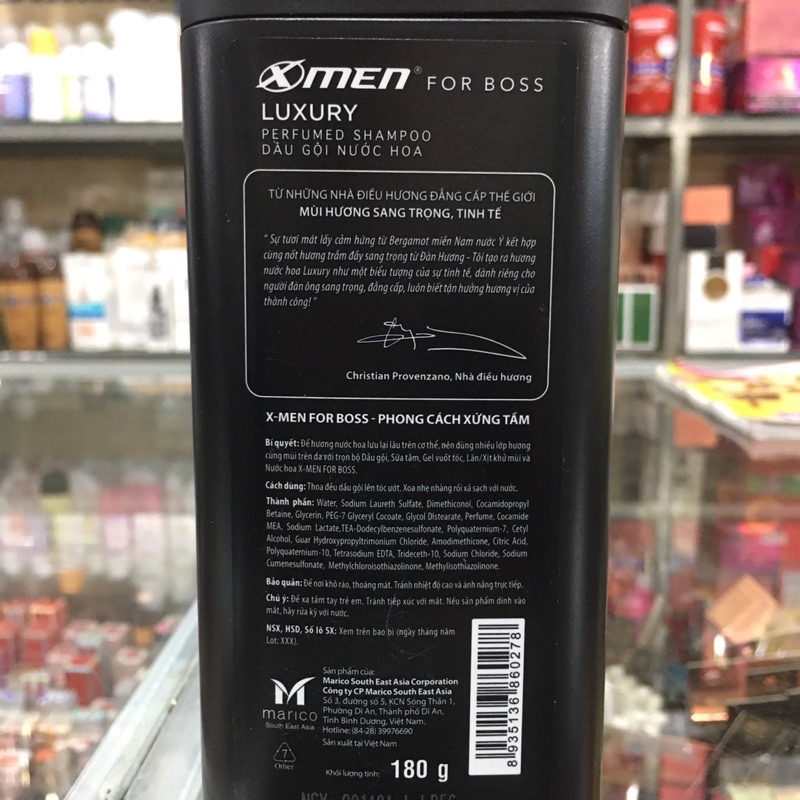 XMEN® FOR BOSS
LUXURY
PERFUMED SHAMPOO
DẦU GỘI NƯỚC HOA
TỪ NHỮNG NHÀ ĐIỀU HƯƠNG ĐẲNG CẤP THẾ GIỚI
MÙI HƯƠNG SANG TRỌNG, TINH TẾ
“ Sự tươi mát lấy cảm hứng từ Bergamot miền Nam nước Ý kết hợp
cùng nốt hương trầm đầy sang trọng từ Đàn Hương - Tôi tạo ra hương
nước hoa Luxury như một biểu tượng của sự tinh tế, dành riêng cho
người đàn ông sang trọng, đẳng cấp, luôn biết tận hưởng hương vị của
thành công! ”
Christian Provenzano, Nhà điều hương
X-MEN FOR BOSS - PHONG CÁCH XỨNG TẦM
Bí quyết: Để hương nước hoa lưu lại lâu trên cơ thể, nên dùng nhiều lớp hương
cùng mùi trên da với trọn bộ Dầu gội, Sữa tắm, Gel vuốt tóc, Lăn/Xịt khử mùi và
Nước hoa X-MEN FOR BOSS.
Cách dùng: Thoa đều dầu gội lên tóc ướt. Xoa nhẹ nhàng rồi xả sạch với nước.
Thành phần: Water, Sodium Laureth Sulfate, Dimethiconol, Cocamidopropyl
Betaine, Glycerin, PEG-7 Glyceryl Cocoate, Glycol Distearate, Perfume, Cocamide
MEA, Sodium Lactate,TEA-Dodecylbenzenesulfonate, Polyquaternium-7, Cetyl
Alcohol, Guar Hydroxypropyltrimonium Chloride, Amodimethicone, Citric Acid,
Polyquaternium-10, Tetrasodium EDTA, Trideceth-10, Sodium Chloride, Sodium
Cumenesulfonate, Methylchloroisothiazolinone, Methylisothiazolinone.
Bảo quản: Để nơi khô ráo, thoáng mát. Tránh nhiệt độ cao và ánh nắng trực tiếp.
Chú ý: Để xa tầm tay trẻ em. Tránh tiếp xúc với mắt. Nếu sản phẩm dính vào
mắt, hãy rửa kỹ với nước.
NSX, HSD, Số lô SX: Xem trên bao bì (ngày tháng năm
Lot: XXX).
Sản phẩm của:
Marico South East Asia Corporation
Công ty CP Marico South East Asia
Số 3, đường số 5, KCN Sóng Thần 1,
Phường Dĩ An, Thành phố Dĩ An,
Tỉnh Bình Dương, Việt Nam.
Hotline: (84-28) 39976690
Sản xuất tại Việt Nam
marico
South East Asia
7
Other
Khối lượng tịnh: 180 g
8 935136 860278